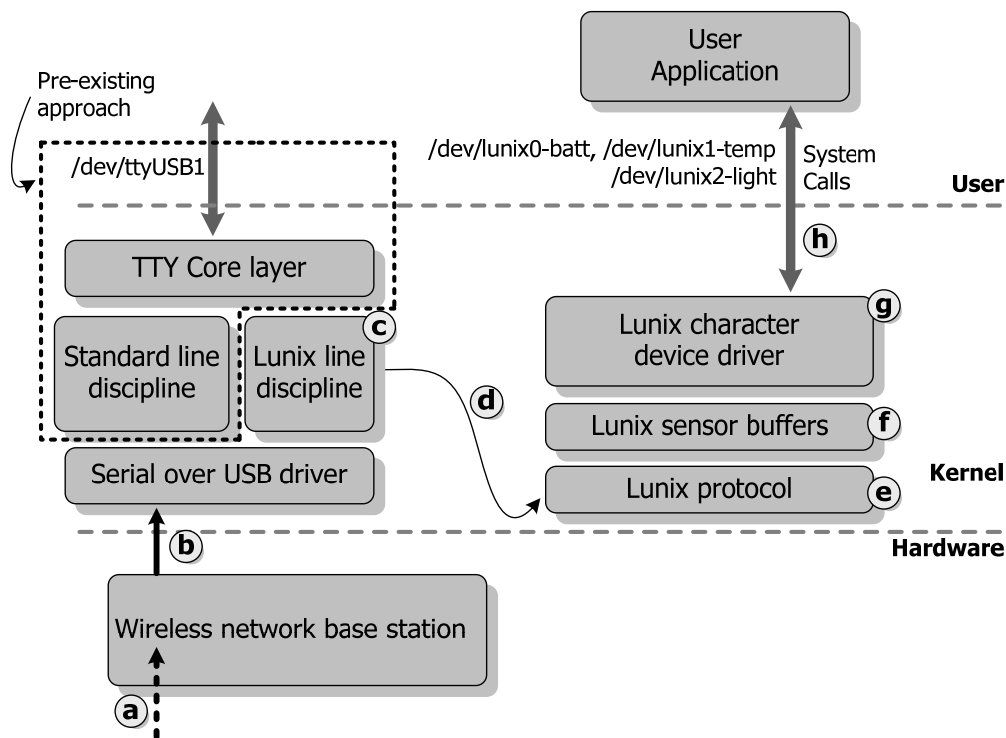 User
Application
Pre-existing
approach
/dev/ttyUSB1
/dev/lunix0-batt, /dev/lunix1-temp
/dev/lunix2-light
System
Calls
User
h
TTY Core layer
g
Lunix character
device driver
c
Standard line
discipline
Lunix line
discipline
d
Lunix sensor buffers
f
Serial over USB driver
Lunix protocol
e
Kernel
b
Hardware
Wireless network base station
a